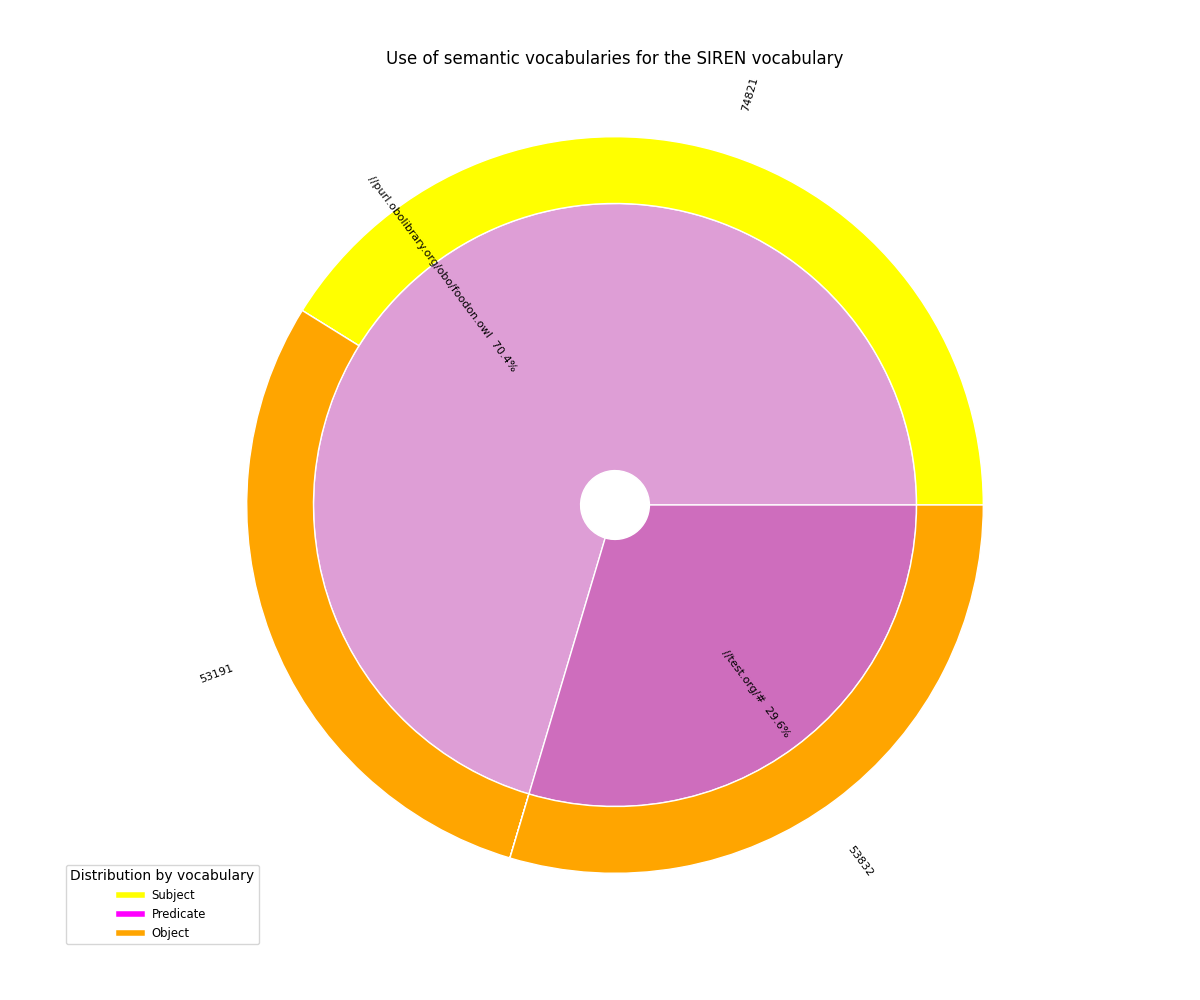 Use of semantic vocabularies for the SIREN vocabulary
74821
//purl.obolibrary.org/obo/foodon.owl 70.4%
53191
//test.org/# 29.6%
53832
Distribution by vocabulary
Subject
Predicate
Object